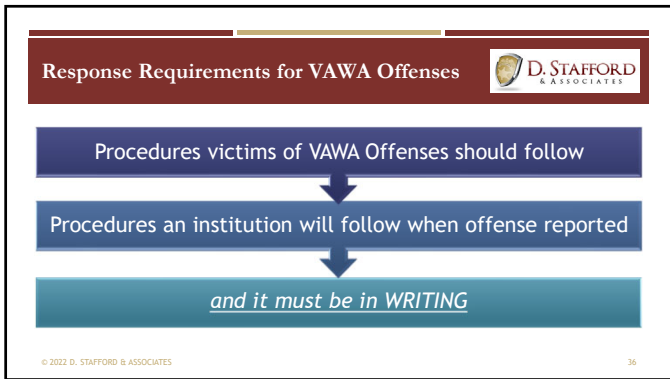 Response Requirements for VAWA Offenses
D. STAFFORD
& ASSOCIATES
Procedures victims of VAWA Offenses should follow
Procedures an institution will follow when offense reported
and it must be in WRITING
© 2022 D. STAFFORD & ASSOCIATES
36